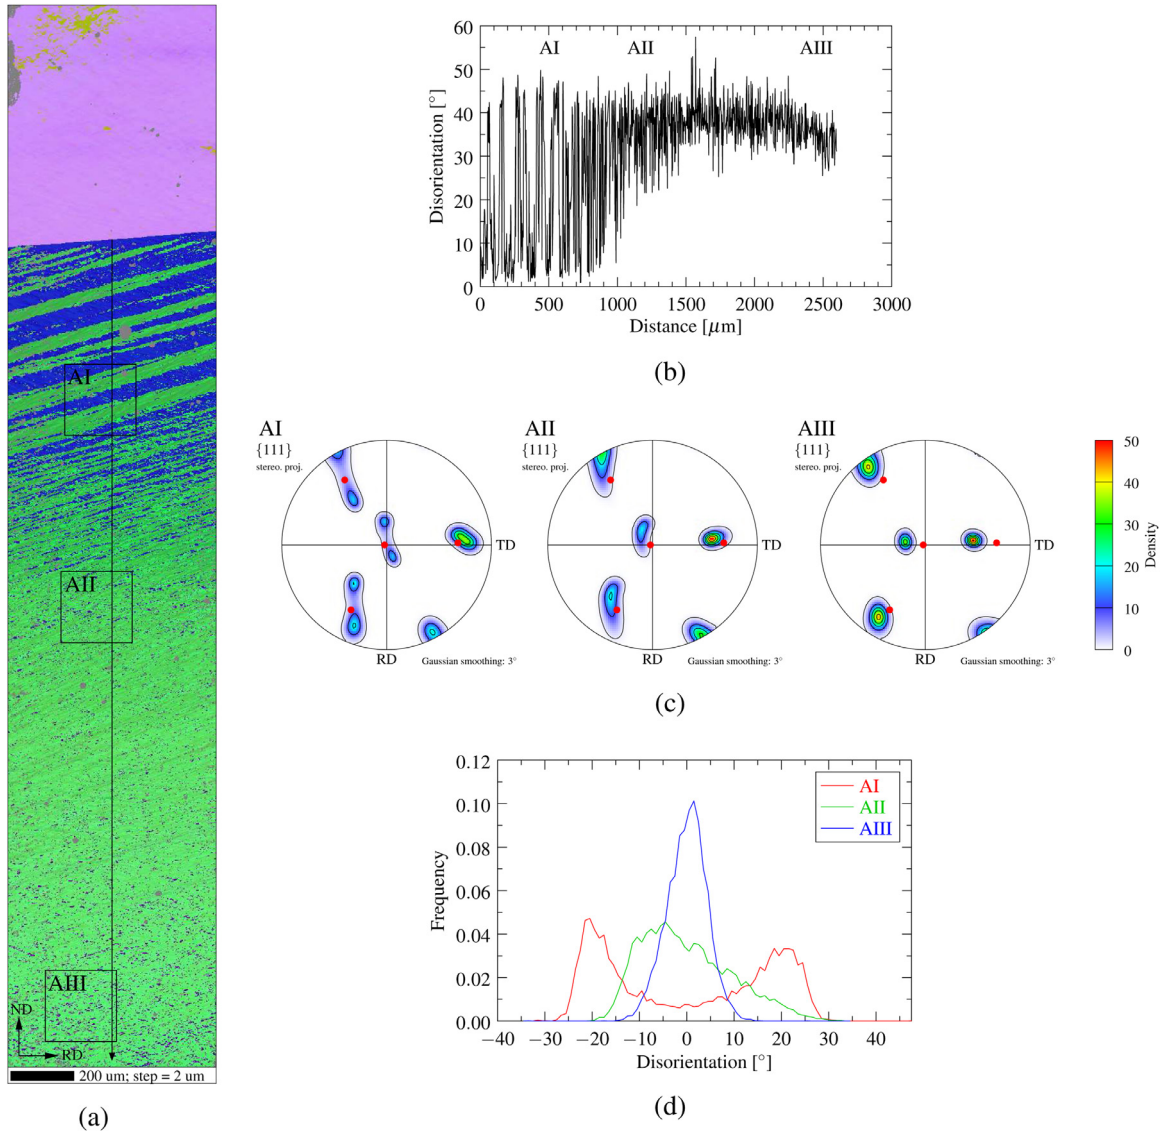 AI
AII
AIII
ND
RD
200 um; step = 2 um
(a)
60
50
40
30
20
10
0
Disorientation [°]
AI AII AIII
0 500 1000 1500 2000 2500 3000
Distance [μm]
(b)
AI
{111}
stereo. proj.
TD
RD
Gaussian smoothing: 3°
AII
{111}
stereo. proj.
TD
RD
Gaussian smoothing: 3°
AIII
{111}
stereo. proj.
TD
RD
Gaussian smoothing: 3°
50
40
30
20
10
0
Density
(c)
0.12
0.10
0.08
0.06
0.04
0.02
0.00
Frequency
AI
AII
AIII
−40 −30 −20 −10 0 10 20 30 40
Disorientation [°]
(d)